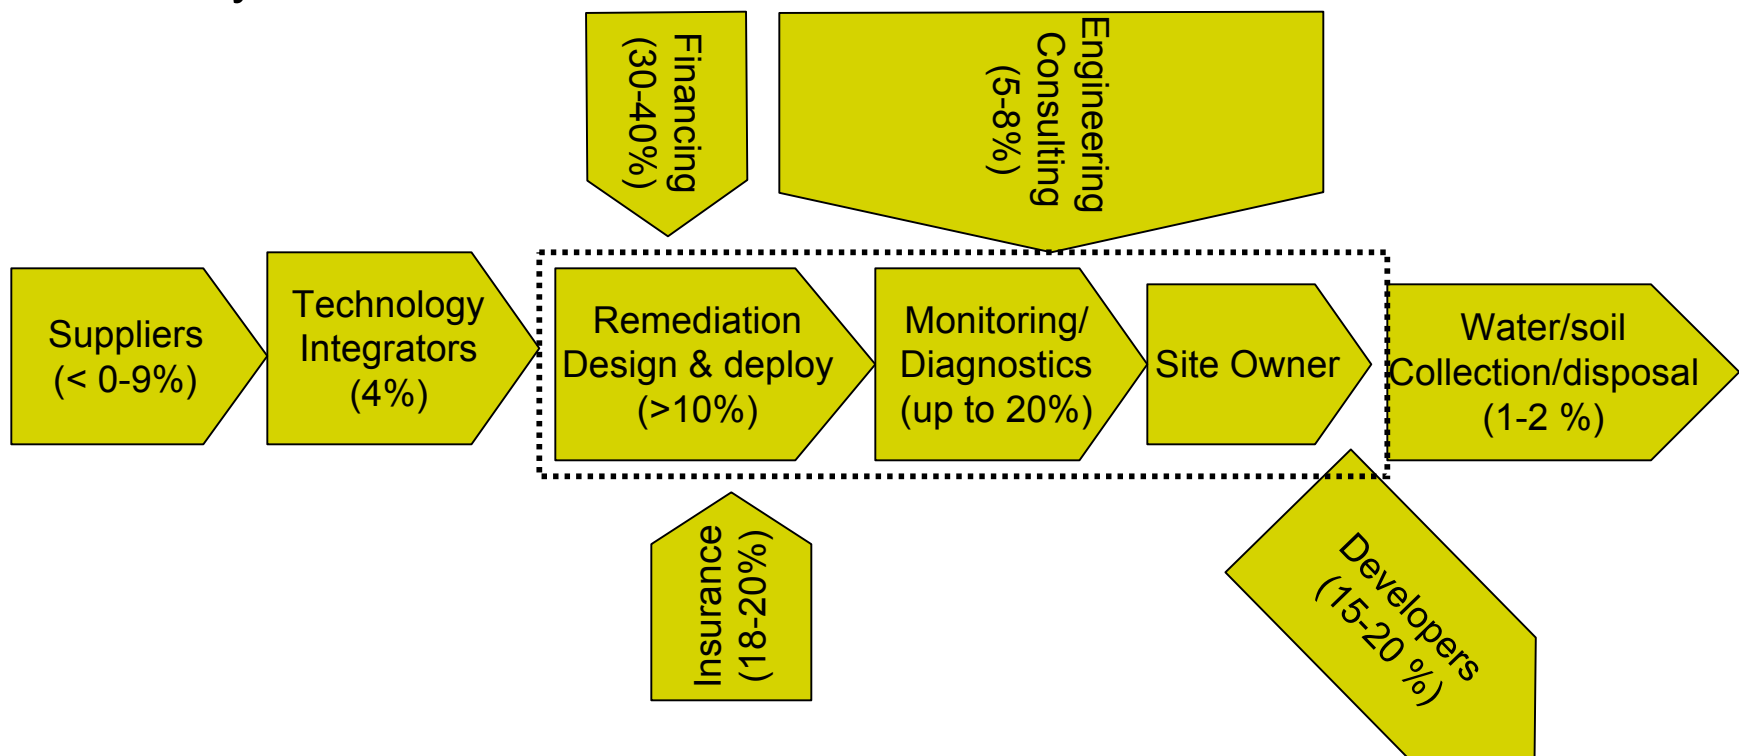 Financing
(30-40%)
Engineering
Consulting
(5-8%)
Suppliers
(< 0-9%)
Technology
Integrators
(4%)
Remediation
Design & deploy
(>10%)
Monitoring/
Diagnostics
(up to 20%)
Site Owner
Water/soil
Collection/disposal
(1-2 %)
Insurance
(18-20%)
Developers
(15-20 %)